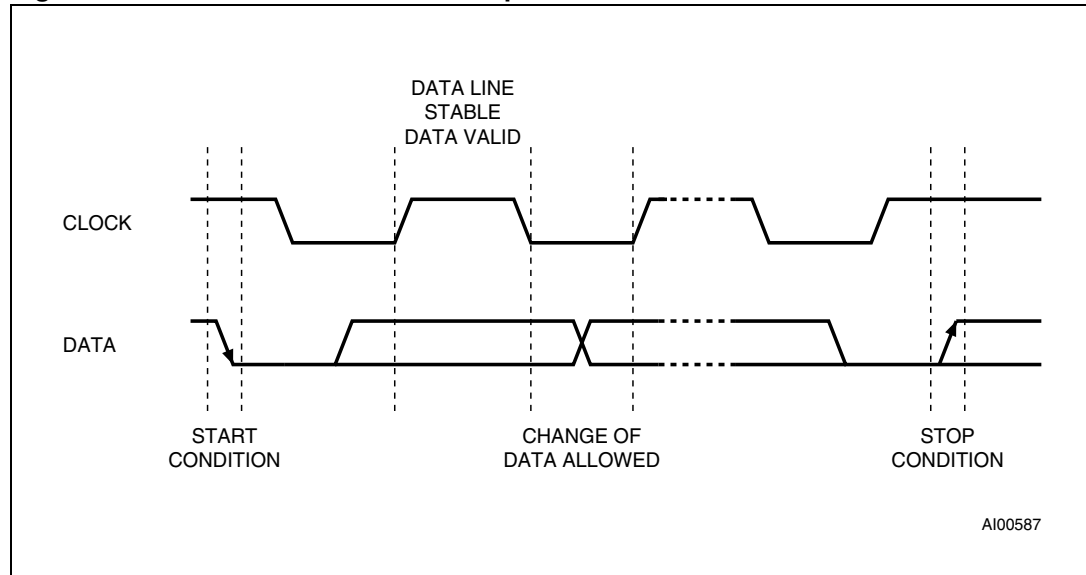 DATA LINE
STABLE
DATA VALID
CLOCK
DATA
START
CONDITION
CHANGE OF
DATA ALLOWED
STOP
CONDITION
AI00587